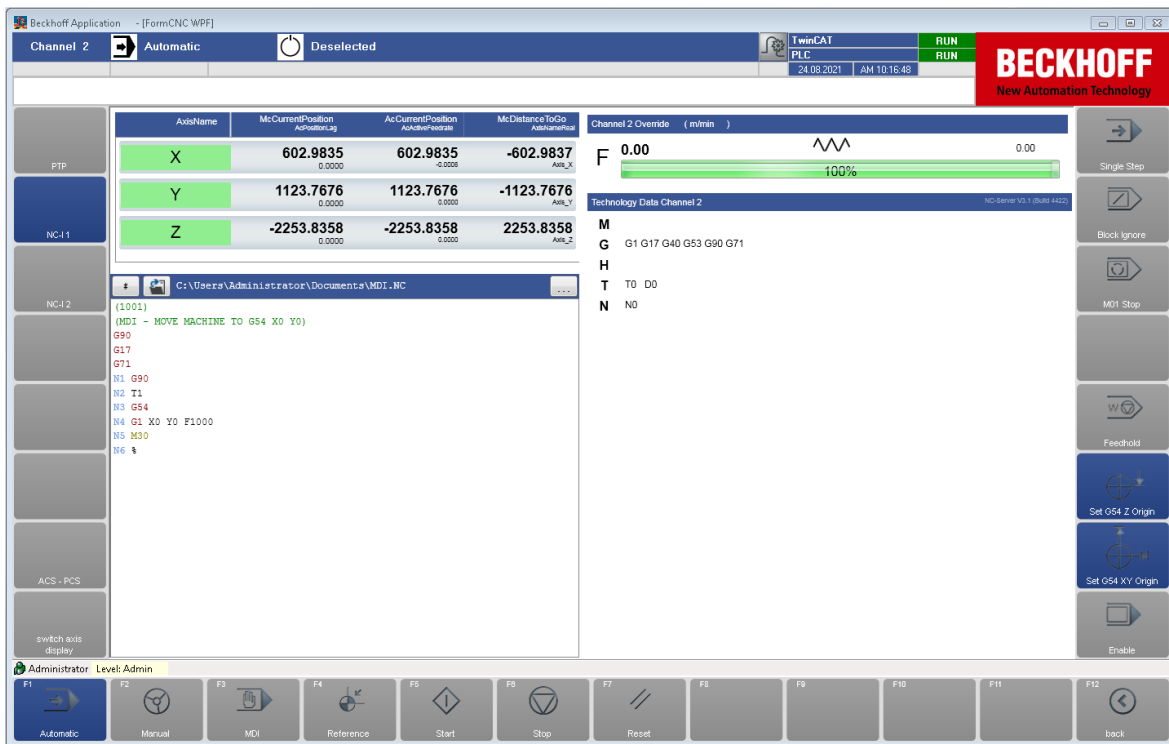 Beckhoff Application - [FormCNC WPF]
Channel 2 Automatic Deselected
TwinCAT RUN
PLC RUN
24.08.2021 AM 10:16:48
BECKHOFF
New Automation Technology
PTP
NC-I 1
NC-I 2
ACS - PCS
switch axis
display
AxisName McCurrentPosition AcCurrentPosition McDistanceToGo
AcPositionLag AcActiveFeedrate AxisNameReal
X 602.9835 602.9835 -602.9837
0.0000 -0.0006 Axis_X
Y 1123.7676 1123.7676 -1123.7676
0.0000 0.0000 Axis_Y
Z -2253.8358 -2253.8358 2253.8358
0.0000 0.0000 Axis_Z
# C:\Users\Administrator\Documents\MDI.NC ...
(1001)
(MDI - MOVE MACHINE TO G54 X0 Y0)
G90
G17
G71
N1 G90
N2 T1
N3 G54
N4 G1 X0 Y0 F1000
N5 M30
N6 %
Channel 2 Override ( m/min )
F 0.00 0.00
100%
Technology Data Channel 2 NC-Server V3.1 (Build 4422)
M
G G1 G17 G40 G53 G90 G71
H
T T0 D0
N N0
Single Step
Block Ignore
M01 Stop
W
Feedhold
Set G54 Z Origin
Set G54 XY Origin
Enable
Administrator Level: Admin
F1 Automatic
F2 Manual
F3 MDI
F4 Reference
F5 Start
F6 Stop
F7 Reset
F8
F9
F10
F11
F12 back